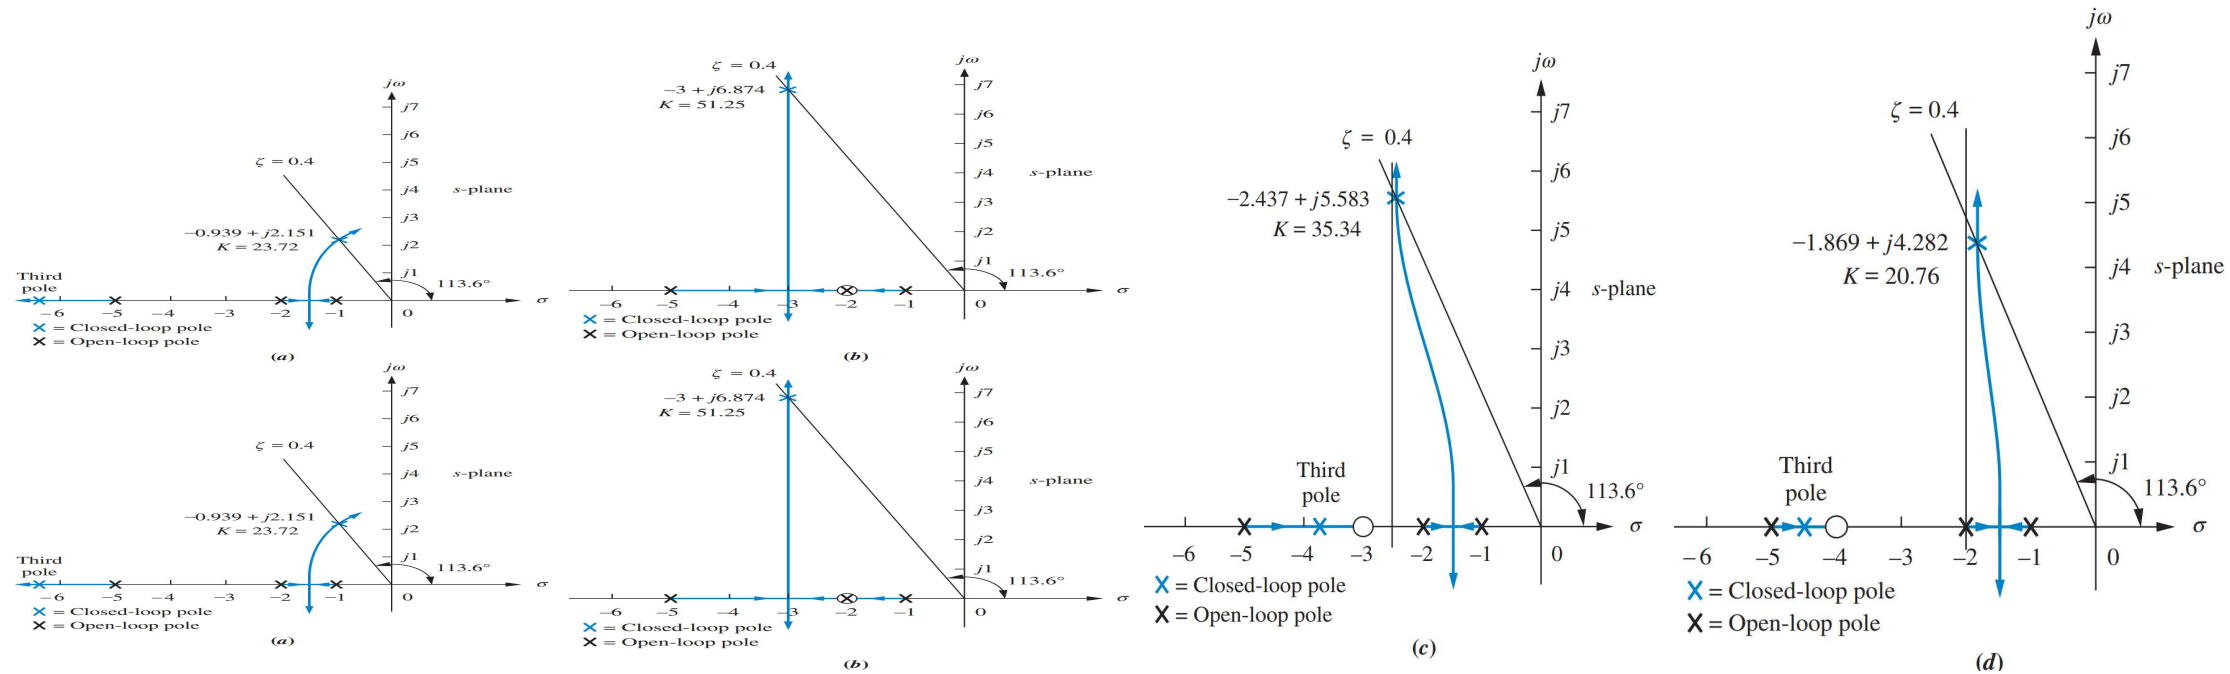 jω
j7
j6
ζ = 0.4
j5
j4
s-plane
j3
−0.939 + j2.151
K = 23.72
j2
j1
113.6°
Third
pole
−6 −5 −4 −3 −2 −1 0 σ
X = Closed-loop pole
X = Open-loop pole
(a)
jω
ζ = 0.4
−3 + j6.874
K = 51.25
j7
j6
j5
j4
s-plane
j3
j2
j1
113.6°
−6 −5 −4 −3 −2 −1 0 σ
X = Closed-loop pole
X = Open-loop pole
(b)
jω
j7
j6
ζ = 0.4
j5
j4
s-plane
j3
−0.939 + j2.151
K = 23.72
j2
j1
113.6°
Third
pole
−6 −5 −4 −3 −2 −1 0 σ
X = Closed-loop pole
X = Open-loop pole
(a)
jω
ζ = 0.4
−3 + j6.874
K = 51.25
j7
j6
j5
j4
s-plane
j3
j2
j1
113.6°
−6 −5 −4 −3 −2 −1 0 σ
X = Closed-loop pole
X = Open-loop pole
(b)
jω
j7
ζ = 0.4
j6
−2.437 + j5.583
K = 35.34
j5
j4
s-plane
j3
j2
j1
Third
pole
113.6°
−6 −5 −4 −3 −2 −1 0 σ
X = Closed-loop pole
X = Open-loop pole
(c)
jω
j7
ζ = 0.4
j6
j5
−1.869 + j4.282
K = 20.76
j4
s-plane
j3
j2
j1
Third
pole
113.6°
−6 −5 −4 −3 −2 −1 0 σ
X = Closed-loop pole
X = Open-loop pole
(d)